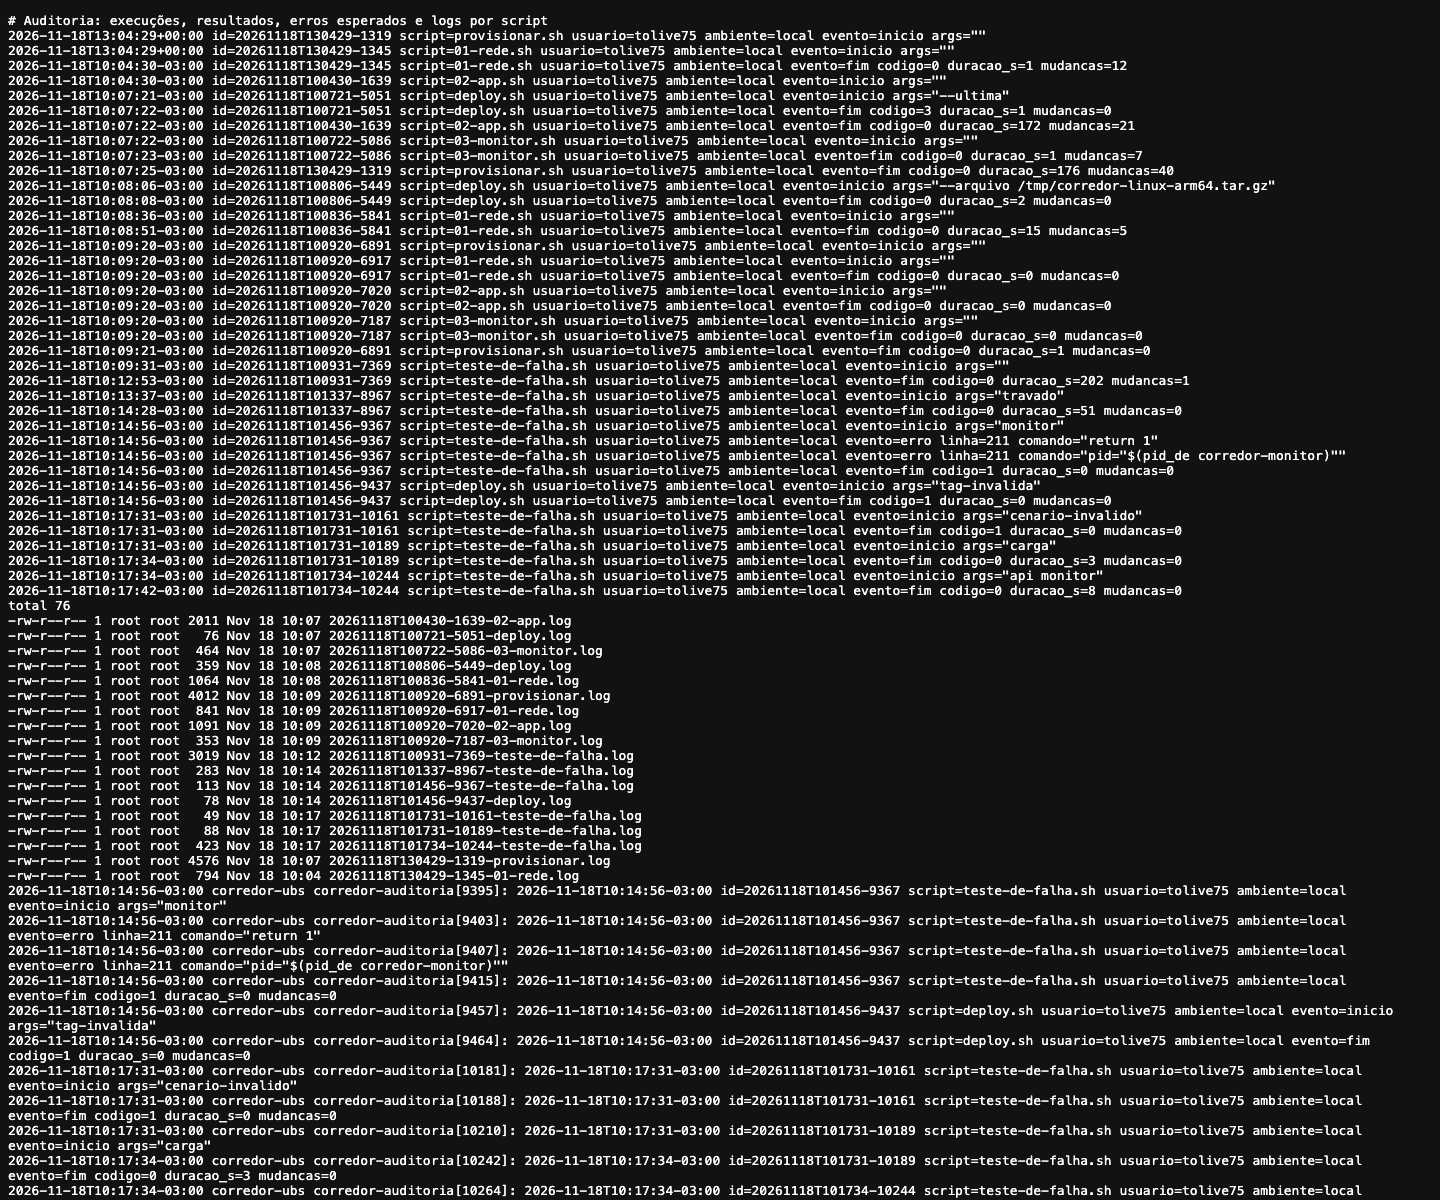 # Auditoria: execuções, resultados, erros esperados e logs por script
2026-11-18T13:04:29+00:00 id=20261118T130429-1319 script=provisionar.sh usuario=tolive75 ambiente=local evento=inicio args=""
2026-11-18T13:04:29+00:00 id=20261118T130429-1345 script=01-rede.sh usuario=tolive75 ambiente=local evento=inicio args=""
2026-11-18T10:04:30-03:00 id=20261118T130429-1345 script=01-rede.sh usuario=tolive75 ambiente=local evento=fim codigo=0 duracao_s=1 mudancas=12
2026-11-18T10:04:30-03:00 id=20261118T100430-1639 script=02-app.sh usuario=tolive75 ambiente=local evento=inicio args=""
2026-11-18T10:07:21-03:00 id=20261118T100721-5051 script=deploy.sh usuario=tolive75 ambiente=local evento=inicio args="--ultima"
2026-11-18T10:07:22-03:00 id=20261118T100721-5051 script=deploy.sh usuario=tolive75 ambiente=local evento=fim codigo=3 duracao_s=1 mudancas=0
2026-11-18T10:07:22-03:00 id=20261118T100430-1639 script=02-app.sh usuario=tolive75 ambiente=local evento=fim codigo=0 duracao_s=172 mudancas=21
2026-11-18T10:07:22-03:00 id=20261118T100722-5086 script=03-monitor.sh usuario=tolive75 ambiente=local evento=inicio args=""
2026-11-18T10:07:23-03:00 id=20261118T100722-5086 script=03-monitor.sh usuario=tolive75 ambiente=local evento=fim codigo=0 duracao_s=1 mudancas=7
2026-11-18T10:07:25-03:00 id=20261118T130429-1319 script=provisionar.sh usuario=tolive75 ambiente=local evento=fim codigo=0 duracao_s=176 mudancas=40
2026-11-18T10:08:06-03:00 id=20261118T100806-5449 script=deploy.sh usuario=tolive75 ambiente=local evento=inicio args="--arquivo /tmp/corredor-linux-arm64.tar.gz"
2026-11-18T10:08:08-03:00 id=20261118T100806-5449 script=deploy.sh usuario=tolive75 ambiente=local evento=fim codigo=0 duracao_s=2 mudancas=0
2026-11-18T10:08:36-03:00 id=20261118T100836-5841 script=01-rede.sh usuario=tolive75 ambiente=local evento=inicio args=""
2026-11-18T10:08:51-03:00 id=20261118T100836-5841 script=01-rede.sh usuario=tolive75 ambiente=local evento=fim codigo=0 duracao_s=15 mudancas=5
2026-11-18T10:09:20-03:00 id=20261118T100920-6891 script=provisionar.sh usuario=tolive75 ambiente=local evento=inicio args=""
2026-11-18T10:09:20-03:00 id=20261118T100920-6917 script=01-rede.sh usuario=tolive75 ambiente=local evento=inicio args=""
2026-11-18T10:09:20-03:00 id=20261118T100920-6917 script=01-rede.sh usuario=tolive75 ambiente=local evento=fim codigo=0 duracao_s=0 mudancas=0
2026-11-18T10:09:20-03:00 id=20261118T100920-7020 script=02-app.sh usuario=tolive75 ambiente=local evento=inicio args=""
2026-11-18T10:09:20-03:00 id=20261118T100920-7020 script=02-app.sh usuario=tolive75 ambiente=local evento=fim codigo=0 duracao_s=0 mudancas=0
2026-11-18T10:09:20-03:00 id=20261118T100920-7187 script=03-monitor.sh usuario=tolive75 ambiente=local evento=inicio args=""
2026-11-18T10:09:20-03:00 id=20261118T100920-7187 script=03-monitor.sh usuario=tolive75 ambiente=local evento=fim codigo=0 duracao_s=0 mudancas=0
2026-11-18T10:09:21-03:00 id=20261118T100920-6891 script=provisionar.sh usuario=tolive75 ambiente=local evento=fim codigo=0 duracao_s=1 mudancas=0
2026-11-18T10:09:31-03:00 id=20261118T100931-7369 script=teste-de-falha.sh usuario=tolive75 ambiente=local evento=inicio args=""
2026-11-18T10:12:53-03:00 id=20261118T100931-7369 script=teste-de-falha.sh usuario=tolive75 ambiente=local evento=fim codigo=0 duracao_s=202 mudancas=1
2026-11-18T10:13:37-03:00 id=20261118T101337-8967 script=teste-de-falha.sh usuario=tolive75 ambiente=local evento=inicio args="travado"
2026-11-18T10:14:28-03:00 id=20261118T101337-8967 script=teste-de-falha.sh usuario=tolive75 ambiente=local evento=fim codigo=0 duracao_s=51 mudancas=0
2026-11-18T10:14:56-03:00 id=20261118T101456-9367 script=teste-de-falha.sh usuario=tolive75 ambiente=local evento=inicio args="monitor"
2026-11-18T10:14:56-03:00 id=20261118T101456-9367 script=teste-de-falha.sh usuario=tolive75 ambiente=local evento=erro linha=211 comando="return 1"
2026-11-18T10:14:56-03:00 id=20261118T101456-9367 script=teste-de-falha.sh usuario=tolive75 ambiente=local evento=erro linha=211 comando="pid="$(pid_de corredor-monitor)""
2026-11-18T10:14:56-03:00 id=20261118T101456-9367 script=teste-de-falha.sh usuario=tolive75 ambiente=local evento=fim codigo=1 duracao_s=0 mudancas=0
2026-11-18T10:14:56-03:00 id=20261118T101456-9437 script=deploy.sh usuario=tolive75 ambiente=local evento=inicio args="tag-invalida"
2026-11-18T10:14:56-03:00 id=20261118T101456-9437 script=deploy.sh usuario=tolive75 ambiente=local evento=fim codigo=1 duracao_s=0 mudancas=0
2026-11-18T10:17:31-03:00 id=20261118T101731-10161 script=teste-de-falha.sh usuario=tolive75 ambiente=local evento=inicio args="cenario-invalido"
2026-11-18T10:17:31-03:00 id=20261118T101731-10161 script=teste-de-falha.sh usuario=tolive75 ambiente=local evento=fim codigo=1 duracao_s=0 mudancas=0
2026-11-18T10:17:31-03:00 id=20261118T101731-10189 script=teste-de-falha.sh usuario=tolive75 ambiente=local evento=inicio args="carga"
2026-11-18T10:17:34-03:00 id=20261118T101731-10189 script=teste-de-falha.sh usuario=tolive75 ambiente=local evento=fim codigo=0 duracao_s=3 mudancas=0
2026-11-18T10:17:34-03:00 id=20261118T101734-10244 script=teste-de-falha.sh usuario=tolive75 ambiente=local evento=inicio args="api monitor"
2026-11-18T10:17:42-03:00 id=20261118T101734-10244 script=teste-de-falha.sh usuario=tolive75 ambiente=local evento=fim codigo=0 duracao_s=8 mudancas=0
total 76
-rw-r--r-- 1 root root 2011 Nov 18 10:07 20261118T100430-1639-02-app.log
-rw-r--r-- 1 root root   76 Nov 18 10:07 20261118T100721-5051-deploy.log
-rw-r--r-- 1 root root  464 Nov 18 10:07 20261118T100722-5086-03-monitor.log
-rw-r--r-- 1 root root  359 Nov 18 10:08 20261118T100806-5449-deploy.log
-rw-r--r-- 1 root root 1064 Nov 18 10:08 20261118T100836-5841-01-rede.log
-rw-r--r-- 1 root root 4012 Nov 18 10:09 20261118T100920-6891-provisionar.log
-rw-r--r-- 1 root root  841 Nov 18 10:09 20261118T100920-6917-01-rede.log
-rw-r--r-- 1 root root 1091 Nov 18 10:09 20261118T100920-7020-02-app.log
-rw-r--r-- 1 root root  353 Nov 18 10:09 20261118T100920-7187-03-monitor.log
-rw-r--r-- 1 root root 3019 Nov 18 10:12 20261118T100931-7369-teste-de-falha.log
-rw-r--r-- 1 root root  283 Nov 18 10:14 20261118T101337-8967-teste-de-falha.log
-rw-r--r-- 1 root root  113 Nov 18 10:14 20261118T101456-9367-teste-de-falha.log
-rw-r--r-- 1 root root   78 Nov 18 10:14 20261118T101456-9437-deploy.log
-rw-r--r-- 1 root root   49 Nov 18 10:17 20261118T101731-10161-teste-de-falha.log
-rw-r--r-- 1 root root   88 Nov 18 10:17 20261118T101731-10189-teste-de-falha.log
-rw-r--r-- 1 root root  423 Nov 18 10:17 20261118T101734-10244-teste-de-falha.log
-rw-r--r-- 1 root root 4576 Nov 18 10:07 20261118T130429-1319-provisionar.log
-rw-r--r-- 1 root root  794 Nov 18 10:04 20261118T130429-1345-01-rede.log
2026-11-18T10:14:56-03:00 corredor-ubs corredor-auditoria[9395]: 2026-11-18T10:14:56-03:00 id=20261118T101456-9367 script=teste-de-falha.sh usuario=tolive75 ambiente=local
evento=inicio args="monitor"
2026-11-18T10:14:56-03:00 corredor-ubs corredor-auditoria[9403]: 2026-11-18T10:14:56-03:00 id=20261118T101456-9367 script=teste-de-falha.sh usuario=tolive75 ambiente=local
evento=erro linha=211 comando="return 1"
2026-11-18T10:14:56-03:00 corredor-ubs corredor-auditoria[9407]: 2026-11-18T10:14:56-03:00 id=20261118T101456-9367 script=teste-de-falha.sh usuario=tolive75 ambiente=local
evento=erro linha=211 comando="pid="$(pid_de corredor-monitor)""
2026-11-18T10:14:56-03:00 corredor-ubs corredor-auditoria[9415]: 2026-11-18T10:14:56-03:00 id=20261118T101456-9367 script=teste-de-falha.sh usuario=tolive75 ambiente=local
evento=fim codigo=1 duracao_s=0 mudancas=0
2026-11-18T10:14:56-03:00 corredor-ubs corredor-auditoria[9457]: 2026-11-18T10:14:56-03:00 id=20261118T101456-9437 script=deploy.sh usuario=tolive75 ambiente=local evento=inicio
args="tag-invalida"
2026-11-18T10:14:56-03:00 corredor-ubs corredor-auditoria[9464]: 2026-11-18T10:14:56-03:00 id=20261118T101456-9437 script=deploy.sh usuario=tolive75 ambiente=local evento=fim
codigo=1 duracao_s=0 mudancas=0
2026-11-18T10:17:31-03:00 corredor-ubs corredor-auditoria[10181]: 2026-11-18T10:17:31-03:00 id=20261118T101731-10161 script=teste-de-falha.sh usuario=tolive75 ambiente=local
evento=inicio args="cenario-invalido"
2026-11-18T10:17:31-03:00 corredor-ubs corredor-auditoria[10188]: 2026-11-18T10:17:31-03:00 id=20261118T101731-10161 script=teste-de-falha.sh usuario=tolive75 ambiente=local
evento=fim codigo=1 duracao_s=0 mudancas=0
2026-11-18T10:17:31-03:00 corredor-ubs corredor-auditoria[10210]: 2026-11-18T10:17:31-03:00 id=20261118T101731-10189 script=teste-de-falha.sh usuario=tolive75 ambiente=local
evento=inicio args="carga"
2026-11-18T10:17:34-03:00 corredor-ubs corredor-auditoria[10242]: 2026-11-18T10:17:34-03:00 id=20261118T101731-10189 script=teste-de-falha.sh usuario=tolive75 ambiente=local
evento=fim codigo=0 duracao_s=3 mudancas=0
2026-11-18T10:17:34-03:00 corredor-ubs corredor-auditoria[10264]: 2026-11-18T10:17:34-03:00 id=20261118T101734-10244 script=teste-de-falha.sh usuario=tolive75 ambiente=local